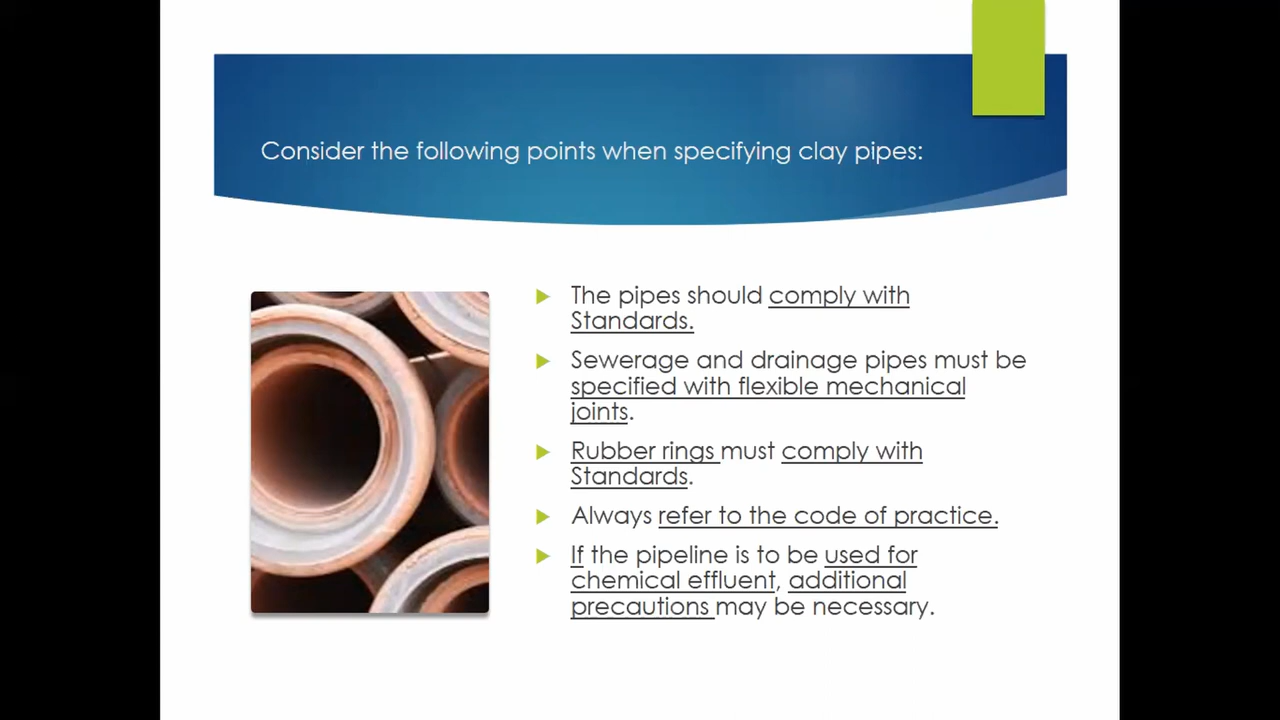 Consider the following points when specifying clay pipes:
The pipes should comply with
Standards.
Sewerage and drainage pipes must be
specified with flexible mechanical
joints.
Rubber rings must comply with
Standards.
Always refer to the code of practice.
If the pipeline is to be used for
chemical effluent, additional
precautions may be necessary.